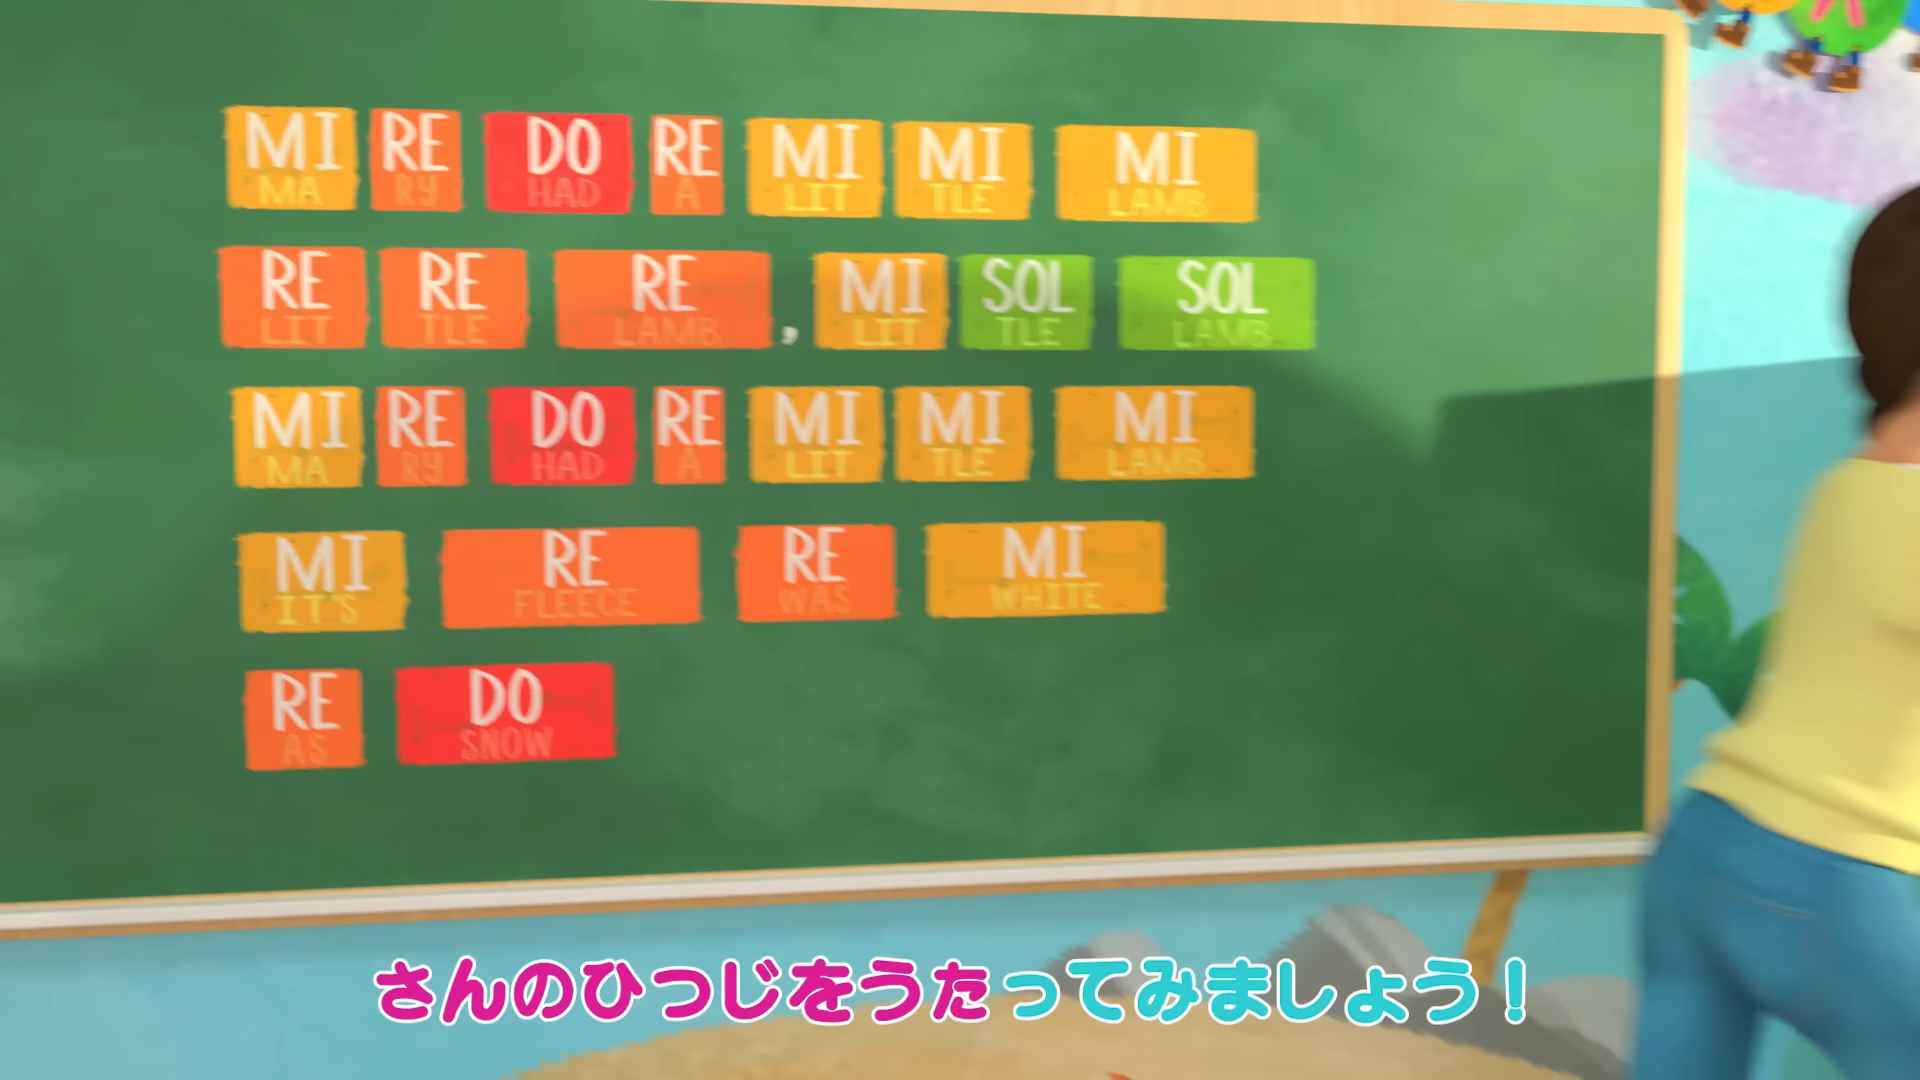 MI RE DO RE MI MI MI
MA RY HAD A LIT TLE LAMB
RE RE RE , MI SOL SOL
LIT TLE LAMB LIT TLE LAMB
MI RE DO RE MI MI MI
MA RY HAD A LIT TLE LAMB
MI RE RE MI
IT'S FLEECE WAS WHITE
RE DO
AS SNOW
さんのひつじをうたってみましょう！